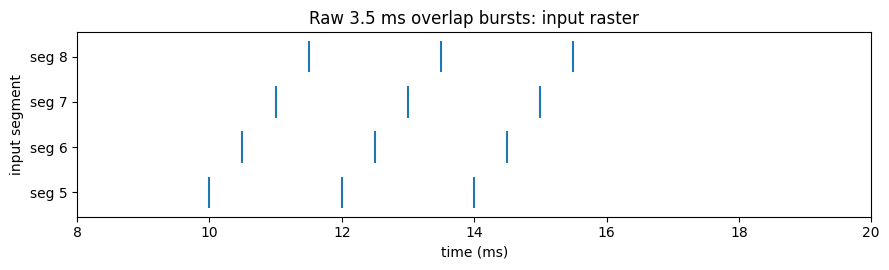 Raw 3.5 ms overlap bursts: input raster
input segment
seg 8
seg 7
seg 6
seg 5
8 10 12 14 16 18 20
time (ms)